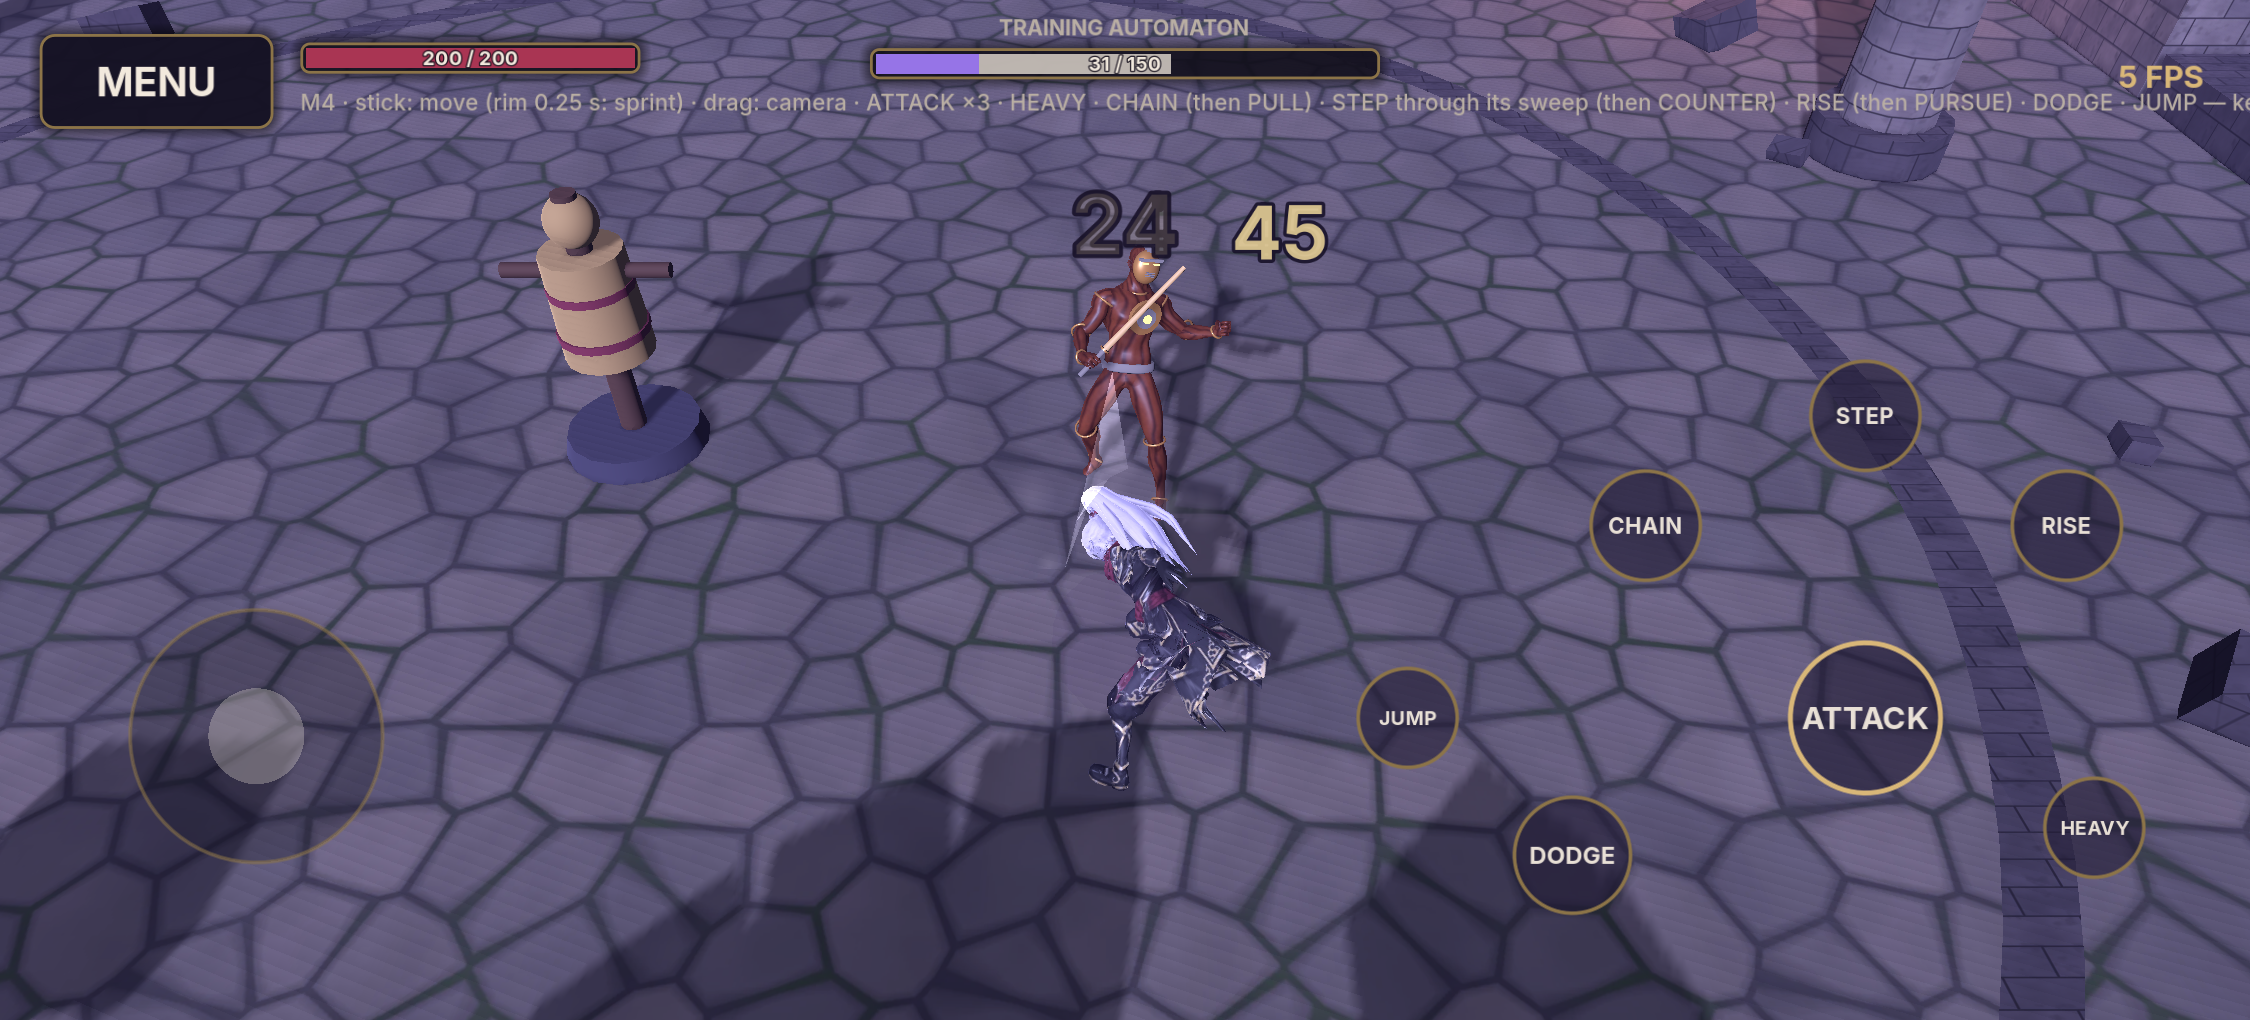 TRAINING AUTOMATON
MENU
200 / 200
31 / 150
5 FPS
M4 · stick: move (rim 0.25 s: sprint) · drag: camera · ATTACK ×3 · HEAVY · CHAIN (then PULL) · STEP through its sweep (then COUNTER) · RISE (then PURSUE) · DODGE · JUMP — ke
24
45
STEP
CHAIN
RISE
JUMP
ATTACK
HEAVY
DODGE